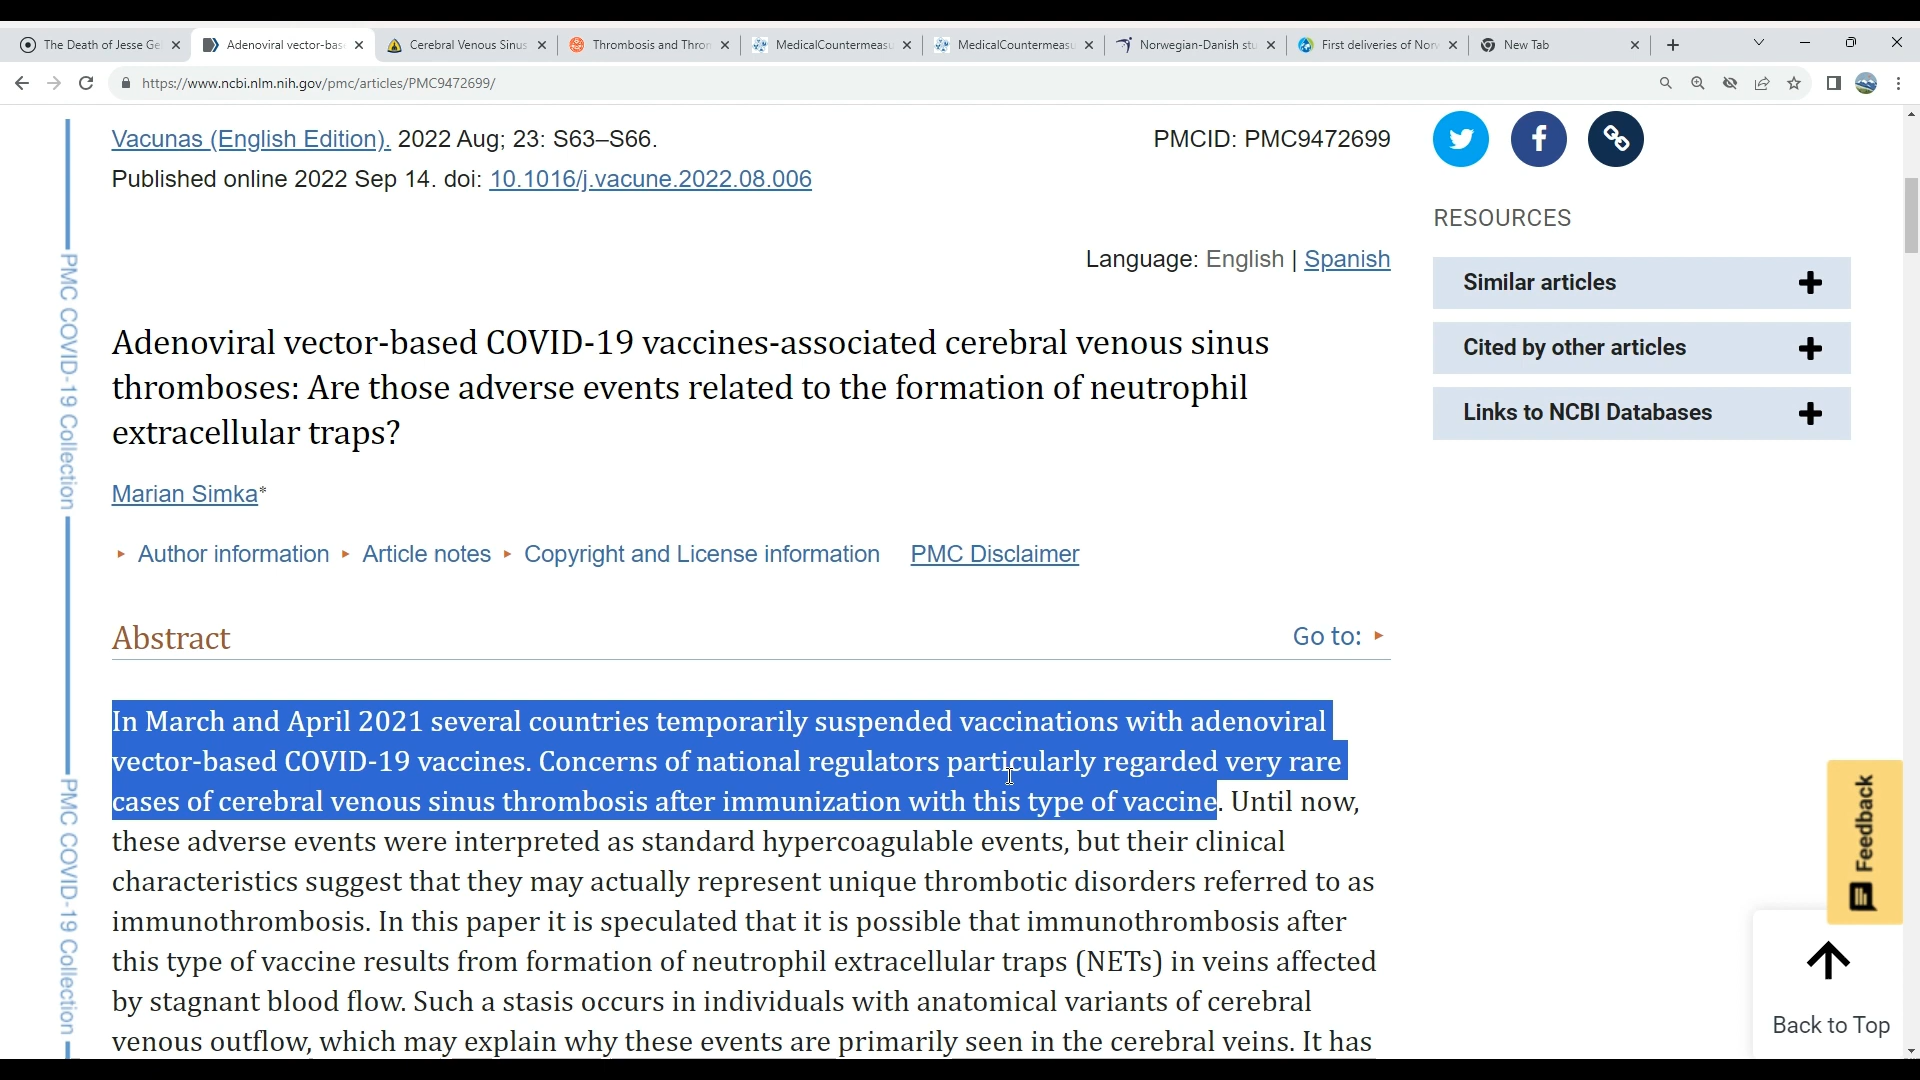 The Death of Jesse Ge
Adenoviral vector-bas
Cerebral Venous Sinus
Thrombosis and Throm
MedicalCountermeasu
MedicalCountermeasu
Norwegian-Danish stu
First deliveries of Nor
New Tab
https://www.ncbi.nlm.nih.gov/pmc/articles/PMC9472699/
PMC COVID-19 Collection
PMC COVID-19 Collection
Vacunas (English Edition). 2022 Aug; 23: S63–S66.
PMCID: PMC9472699
Published online 2022 Sep 14. doi: 10.1016/j.vacune.2022.08.006
Language: English | Spanish
Adenoviral vector-based COVID-19 vaccines-associated cerebral venous sinus
thromboses: Are those adverse events related to the formation of neutrophil
extracellular traps?
Marian Simka*
Author information
Article notes
Copyright and License information
PMC Disclaimer
Abstract
Go to:
In March and April 2021 several countries temporarily suspended vaccinations with adenoviral
vector-based COVID-19 vaccines. Concerns of national regulators particularly regarded very rare
cases of cerebral venous sinus thrombosis after immunization with this type of vaccine. Until now,
these adverse events were interpreted as standard hypercoagulable events, but their clinical
characteristics suggest that they may actually represent unique thrombotic disorders referred to as
immunothrombosis. In this paper it is speculated that it is possible that immunothrombosis after
this type of vaccine results from formation of neutrophil extracellular traps (NETs) in veins affected
by stagnant blood flow. Such a stasis occurs in individuals with anatomical variants of cerebral
venous outflow, which may explain why these events are primarily seen in the cerebral veins. It has
RESOURCES
Similar articles
Cited by other articles
Links to NCBI Databases
Feedback
Back to Top